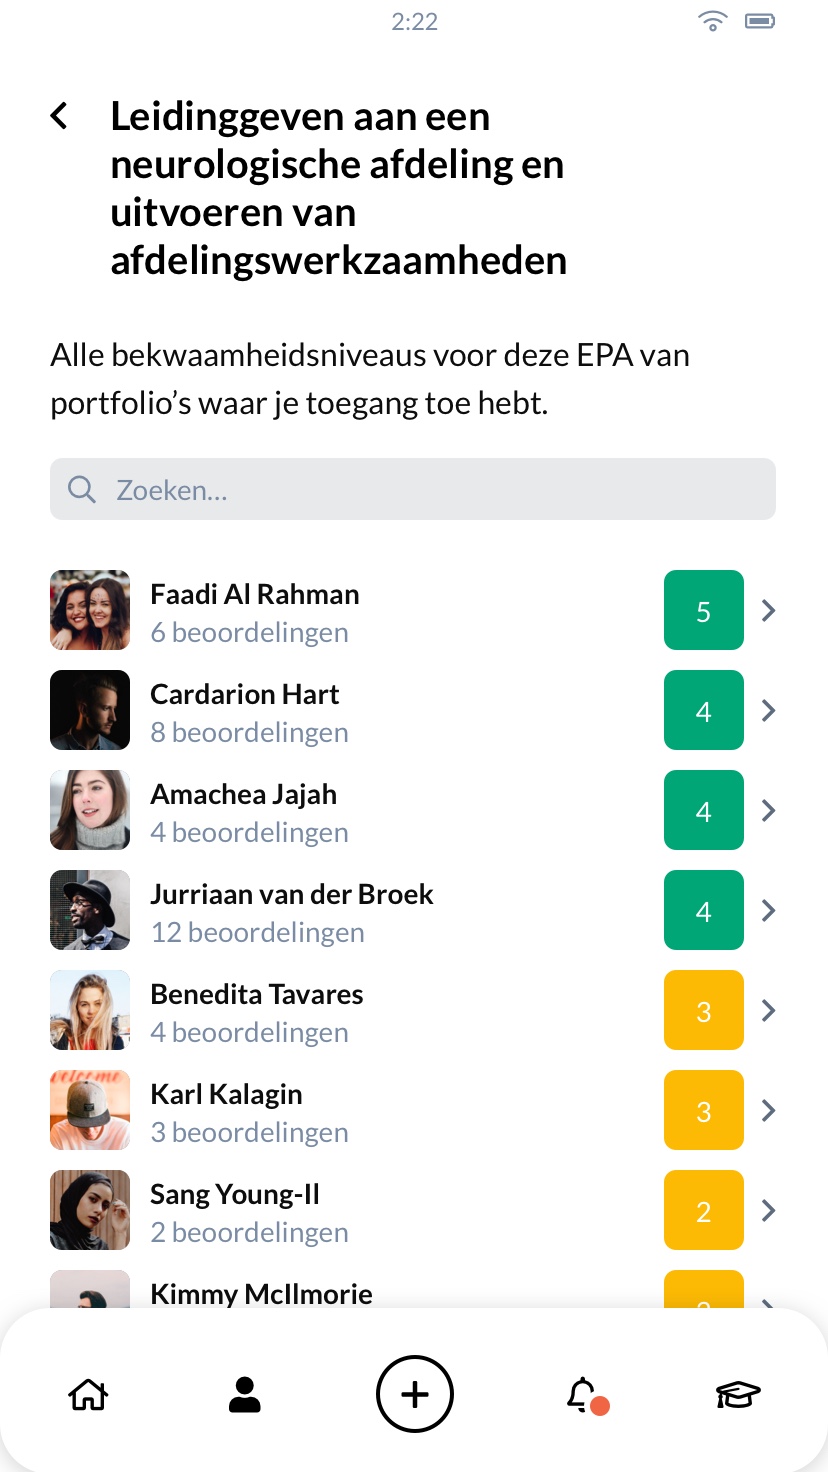 2:22
Leidinggeven aan een
neurologische afdeling en
uitvoeren van
afdelingswerkzaamheden
Alle bekwaamheidsniveaus voor deze EPA van
portfolio’s waar je toegang toe hebt.
Zoeken...
Faadi Al Rahman
6 beoordelingen
5
Cardarion Hart
8 beoordelingen
4
Amachea Jajah
4 beoordelingen
4
Jurriaan van der Broek
12 beoordelingen
4
Benedita Tavares
4 beoordelingen
3
welcome
Karl Kalagin
3 beoordelingen
3
Sang Young-Il
2 beoordelingen
2
Kimmy McIlmorie